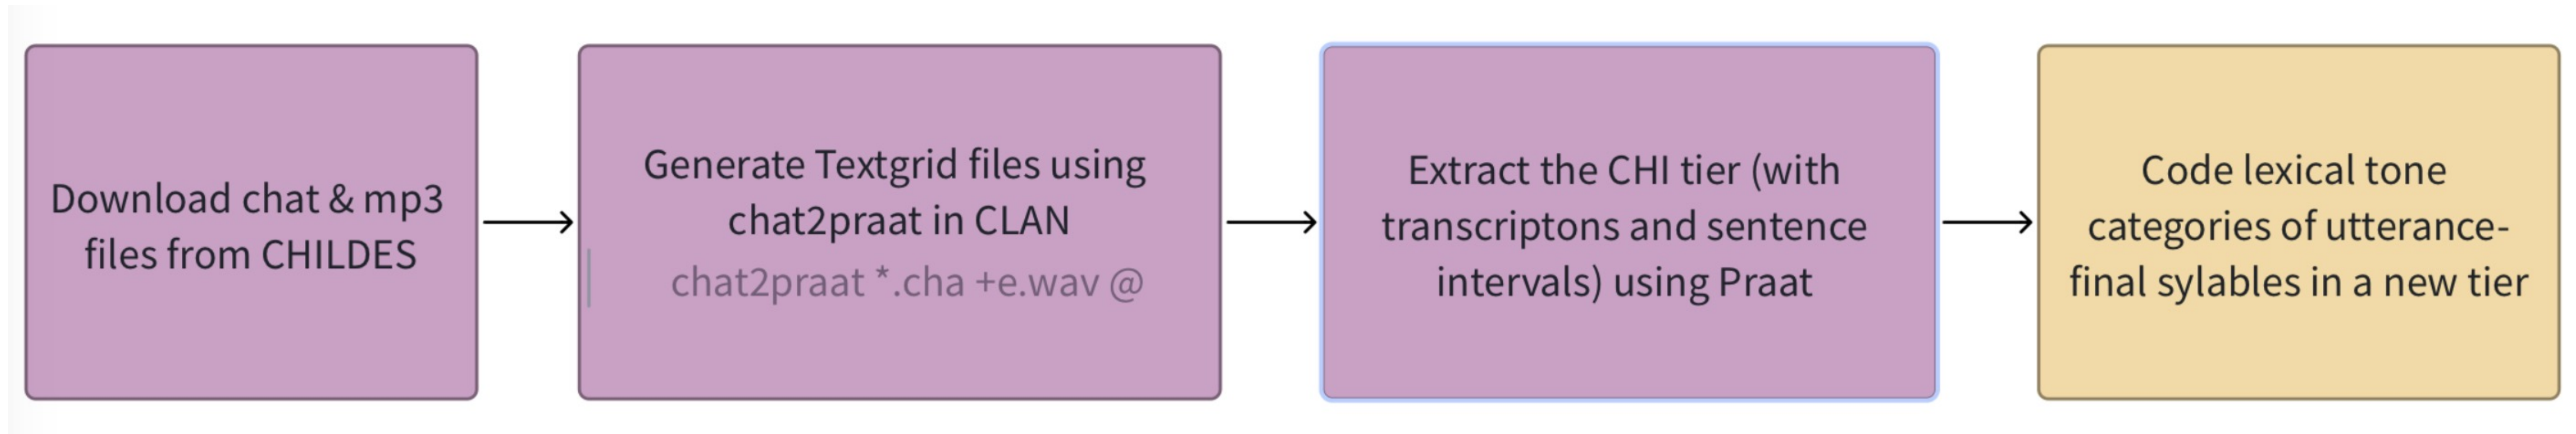 Download chat & mp3
files from CHILDES
Generate Textgrid files using
chat2praat in CLAN
chat2praat *.cha +e.wav @
Extract the CHI tier (with
transcriptons and sentence
intervals) using Praat
Code lexical tone
categories of utterance-
final sylables in a new tier